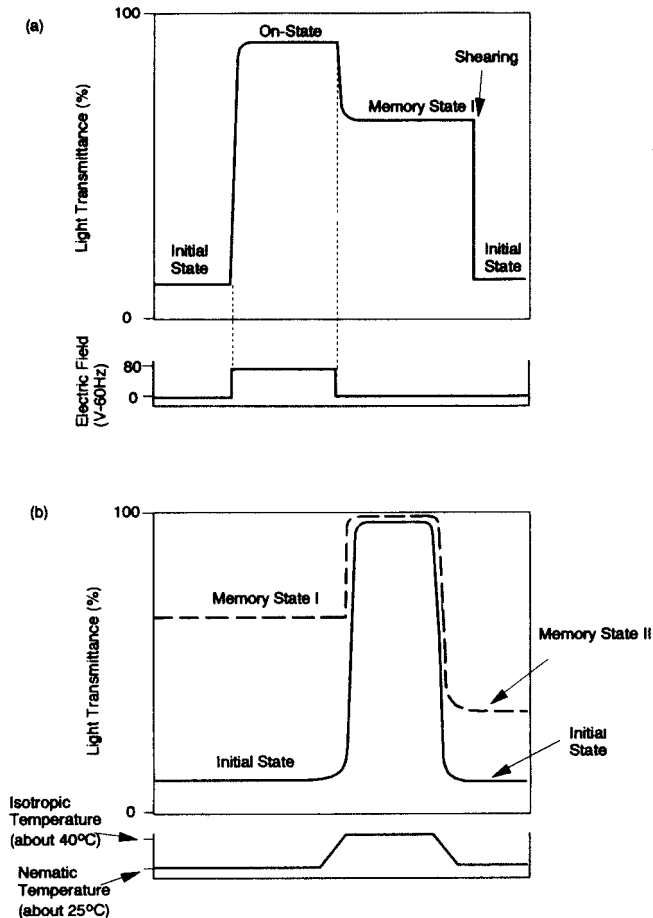 (a)
100
On-State
Shearing
Memory State I
Light Transmittance (%)
Initial
State
Initial
State
0
Electric Field
(V-60Hz)
80
0
(b)
100
Memory State I
Memory State II
Light Transmittance (%)
Initial State
Initial
State
0
Isotropic
Temperature
(about 40°C)
Nematic
Temperature
(about 25°C)